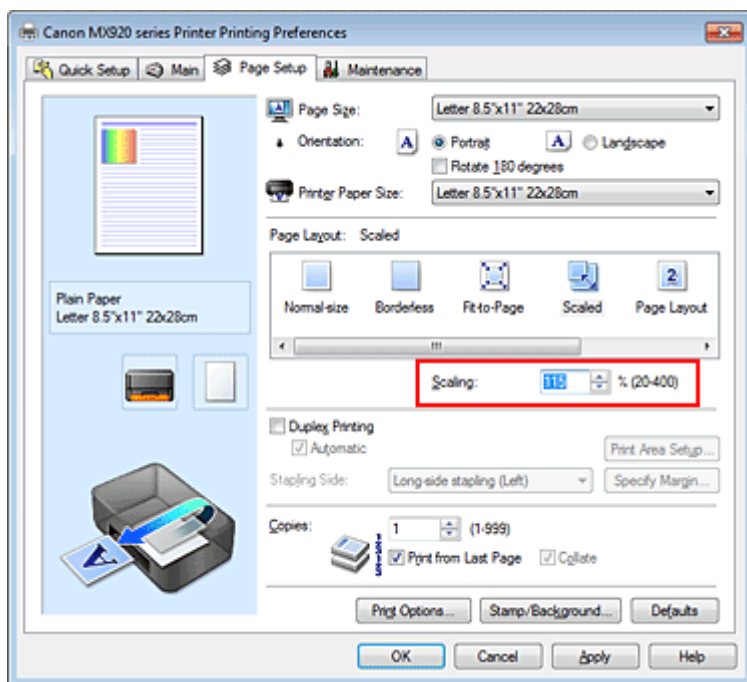 Canon MX920 series Printer Printing Preferences
Quick Setup Main Page Setup Maintenance
Page Size: Letter 8.5"x11" 22x28cm
Orientation: A Portrait A Landscape
Rotate 180 degrees
Printer Paper Size: Letter 8.5"x11" 22x28cm
Page Layout: Scaled
Normal-size Borderless Fit-to-Page Scaled 2 Page Layout
Plain Paper
Letter 8.5"x11" 22x28cm
Scaling: 115 % (20-400)
Duplex Printing
Automatic Print Area Setup...
Stapling Side: Long-side stapling (Left) Specify Margin...
Copies: 1 (1-999)
Print from Last Page Collate
A
Print Options... Stamp/Background... Defaults
OK Cancel Apply Help